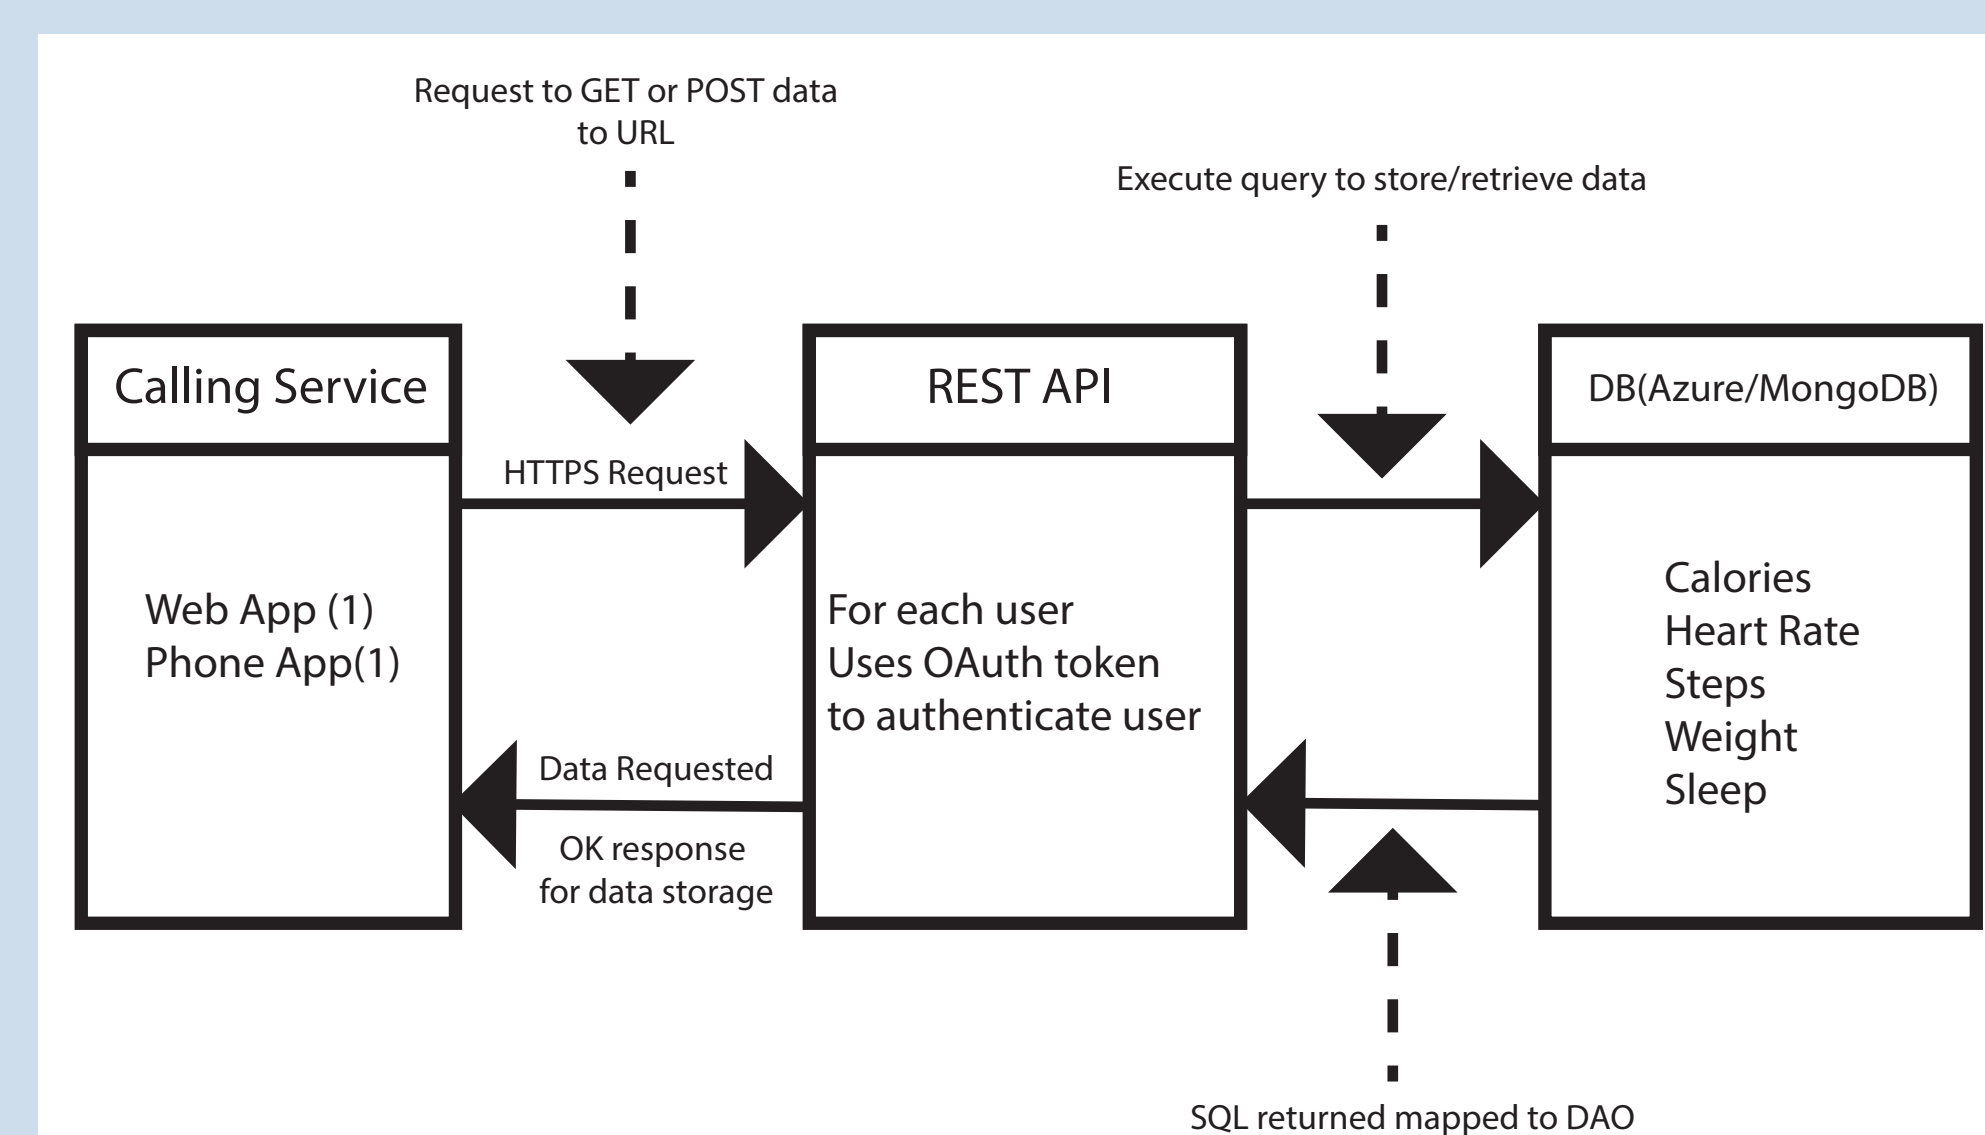 Request to GET or POST data
to URL
Execute query to store/retrieve data
Calling Service
REST API
DB(Azure/MongoDB)
HTTPS Request
Web App (1)
Phone App(1)
For each user
Uses OAuth token
to authenticate user
Calories
Heart Rate
Steps
Weight
Sleep
Data Requested
OK response
for data storage
SQL returned mapped to DAO